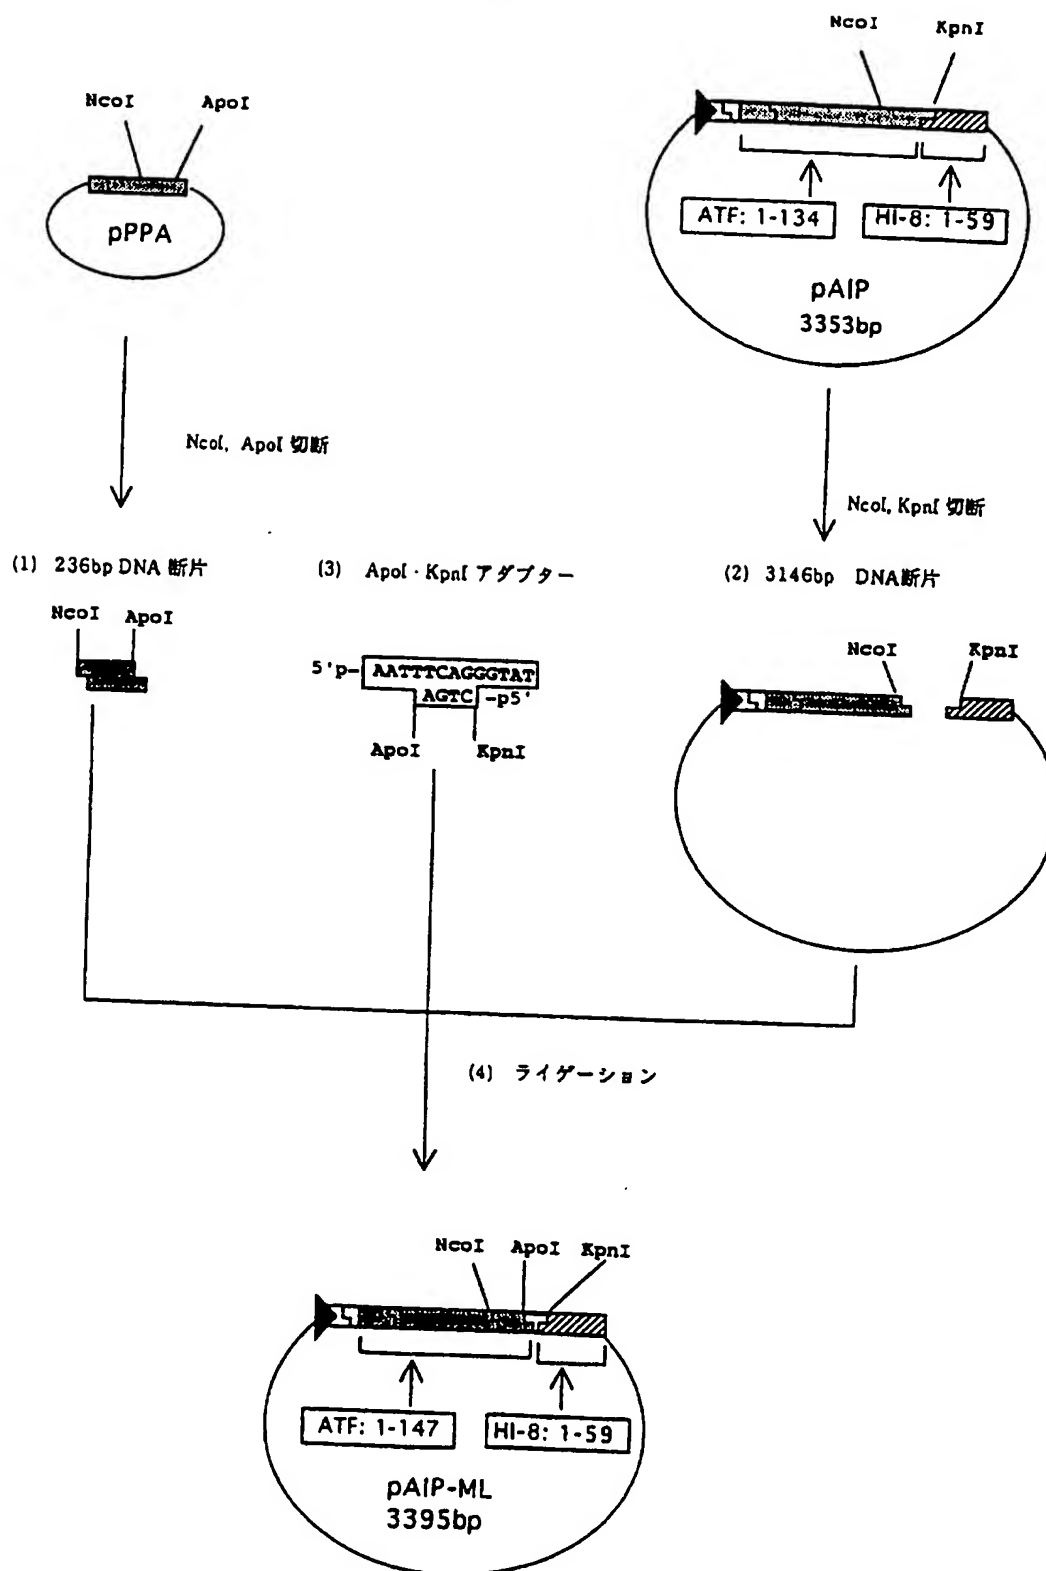 NcoI
KpnI
NcoI
ApoI
pPPA
ATF: 1-134
HI-8: 1-59
pAIP
3353bp
NcoI, ApoI 切断
NcoI, KpnI 切断
(1) 236bp DNA 断片
(3) ApoI・KpnI アダプター
(2) 3146bp DNA断片
NcoI ApoI
NcoI
KpnI
5'p- AATTTCAGGGTAT
AGTC -p5'
ApoI
KpnI
(4) ライゲーション
NcoI ApoI KpnI
ATF: 1-147
HI-8: 1-59
pAIP-ML
3395bp